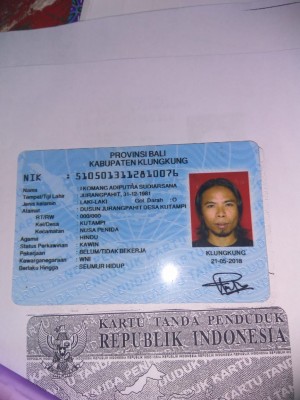 PROVINSI BALI
KABUPATEN KLUNGKUNG
NIK : 5105013112810076
Nama : I KOMANG ADIPUTRA SUDIARSANA
Tempat/Tgl Lahir : JURANGPAHIT, 31-12-1981
Jenis kelamin : LAKI-LAKI Gol. Darah : O
Alamat : DUSUN JURANGPAHIT DESA KUTAMPI
RT/RW : 000/000
Kel/Desa : KUTAMPI
Kecamatan : NUSA PENIDA
Agama : HINDU
Status Perkawinan : KAWIN
Pekerjaan : BELUM/TIDAK BEKERJA
Kewarganegaraan : WNI
Berlaku Hingga : SEUMUR HIDUP
KLUNGKUNG
21-05-2018
KARTU TANDA PENDUDUK
REPUBLIK INDONESIA